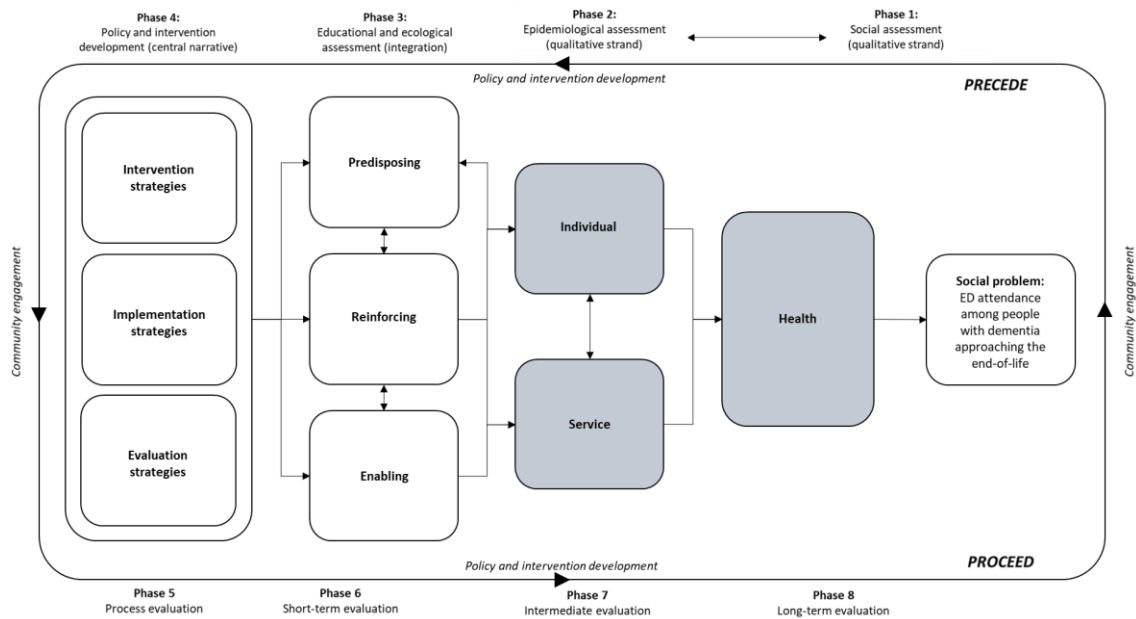 Phase 4:
Policy and intervention
development (central narrative)
Phase 3:
Educational and ecological
assessment (integration)
Phase 2:
Epidemiological assessment
(qualitative strand)
Phase 1:
Social assessment
(qualitative strand)
Policy and intervention development
PRECEDE
Community engagement
Intervention
strategies
Implementation
strategies
Evaluation
strategies
Predisposing
Reinforcing
Enabling
Individual
Service
Health
Social problem:
ED attendance
among people
with dementia
approaching the
end-of-life
Community engagement
Policy and intervention development
PROCEED
Phase 5
Process evaluation
Phase 6
Short-term evaluation
Phase 7
Intermediate evaluation
Phase 8
Long-term evaluation